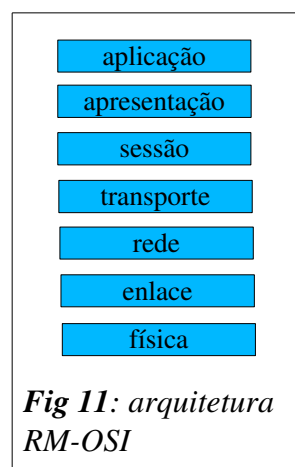 aplicação
apresentação
sessão
transporte
rede
enlace
física
Fig 11: arquitetura
RM-OSI